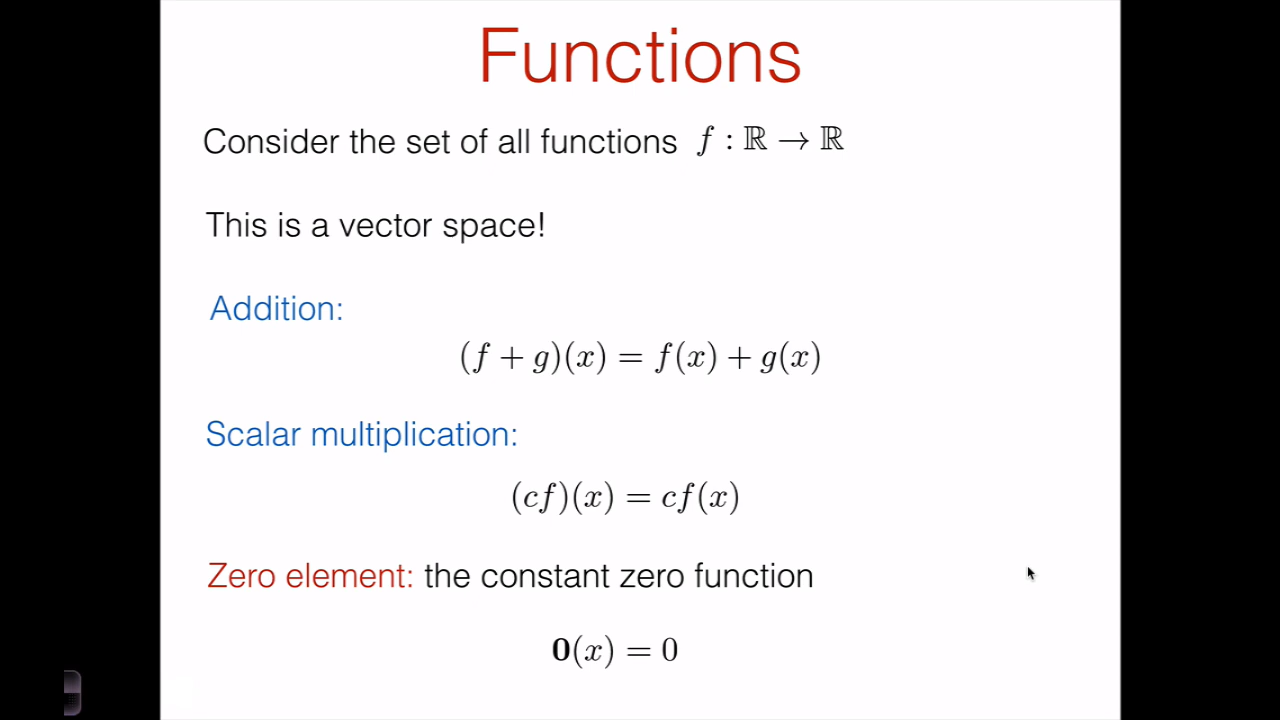 Functions
Consider the set of all functions f : ℝ → ℝ
This is a vector space!
Addition:
(f + g)(x) = f(x) + g(x)
Scalar multiplication:
(cf)(x) = cf(x)
Zero element: the constant zero function
𝟎(x) = 0